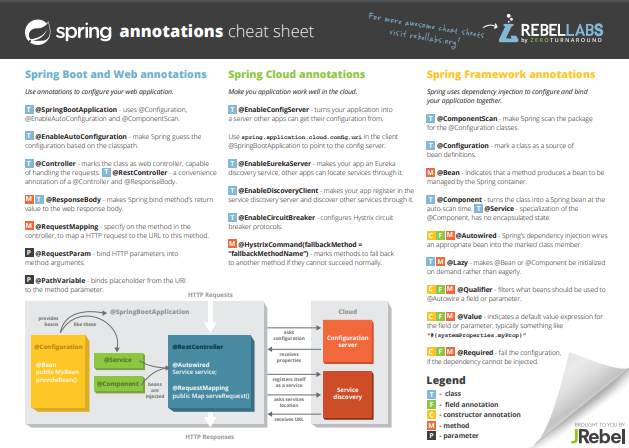 spring annotations cheat sheet
For more awesome cheat sheets
visit rebellabs.org!
REBELLABS
by ZEROTURNAROUND
Spring Boot and Web annotations
Use annotations to configure your web application.
T @SpringBootApplication - uses @Configuration,
@EnableAutoConfiguration and @ComponentScan.
T @EnableAutoConfiguration - make Spring guess the
configuration based on the classpath.
T @Controller - marks the class as web controller, capable
of handling the requests. T @RestController - a convenience
annotation of a @Controller and @ResponseBody.
M T @ResponseBody - makes Spring bind method's return
value to the web response body.
M @RequestMapping - specify on the method in the
controller, to map a HTTP request to the URL to this method.
P @RequestParam - bind HTTP parameters into
method arguments.
P @PathVariable - binds placeholder from the URI
to the method parameter.
Spring Cloud annotations
Make you application work well in the cloud.
T @EnableConfigServer - turns your application into
a server other apps can get their configuration from.
Use spring.application.cloud.config.uri in the client
@SpringBootApplication to point to the config server.
T @EnableEurekaServer - makes your app an Eureka
discovery service, other apps can locate services through it.
T @EnableDiscoveryClient - makes your app register in the
service discovery server and discover other services through it.
T @EnableCircuitBreaker - configures Hystrix circuit
breaker protocols.
M @HystrixCommand(fallbackMethod =
"fallbackMethodName") - marks methods to fall back
to another method if they cannot succeed normally.
Spring Framework annotations
Spring uses dependency injection to configure and bind
your application together.
T @ComponentScan - make Spring scan the package
for the @Configuration classes.
T @Configuration - mark a class as a source of
bean definitions.
M @Bean - indicates that a method produces a bean to be
managed by the Spring container.
T @Component - turns the class into a Spring bean at the
auto-scan time. T @Service - specialization of the
@Component, has no encapsulated state.
C F M @Autowired - Spring's dependency injection wires
an appropriate bean into the marked class member.
T M @Lazy - makes @Bean or @Component be initialized
on demand rather than eagerly.
C F M @Qualifier - filters what beans should be used to
@Autowire a field or parameter.
C F M @Value - indicates a default value expression for
the field or parameter, typically something like
"#{systemProperties.myProp}"
C F M @Required - fail the configuration,
if the dependency cannot be injected.
Legend
T - class
F - field annotation
C - constructor annotation
M - method
P - parameter
HTTP Requests
@SpringBootApplication
provides
beans
like these
@Configuration
@Bean
public MyBean
provideBean()
@Service
@Component
beans
are
injected
@RestController
@Autowired
Service service;
@RequestMapping
public Map serveRequest()
HTTP Responses
asks
configuration
receives
properties
registers itself
as a service
asks services
location
receives URL
Cloud
Configuration
server
Service
discovery
BROUGHT TO YOU BY
JRebel